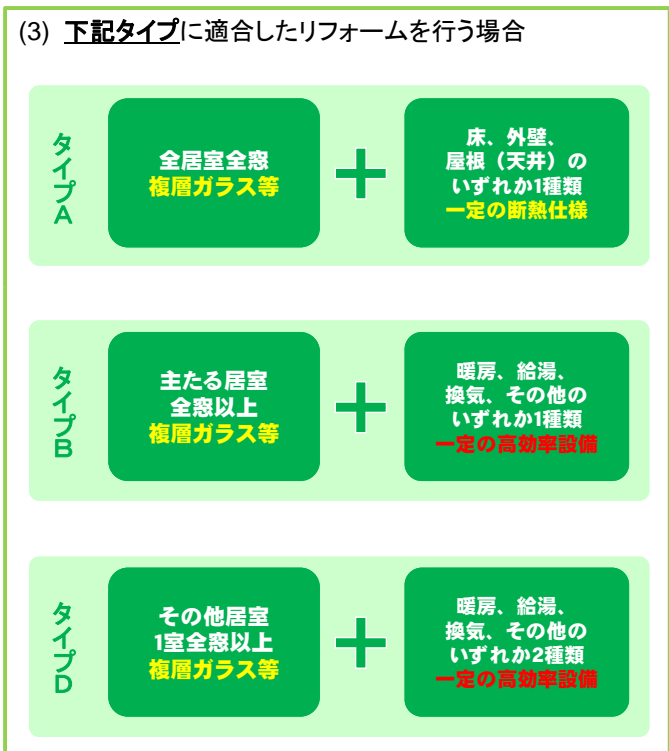 (3) 下記タイプに適合したリフォームを行う場合
タイプA
全居室全窓
複層ガラス等
＋
床、外壁、
屋根（天井）の
いずれか1種類
一定の断熱仕様
タイプB
主たる居室
全窓以上
複層ガラス等
＋
暖房、給湯、
換気、その他の
いずれか1種類
一定の高効率設備
タイプD
その他居室
1室全窓以上
複層ガラス等
＋
暖房、給湯、
換気、その他の
いずれか2種類
一定の高効率設備